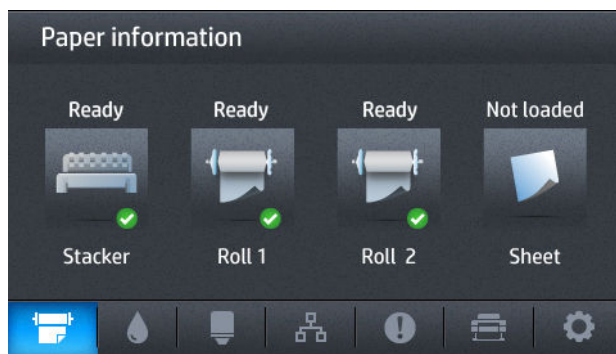 Paper information
Ready Ready Ready Not loaded
Stacker Roll 1 Roll 2 Sheet